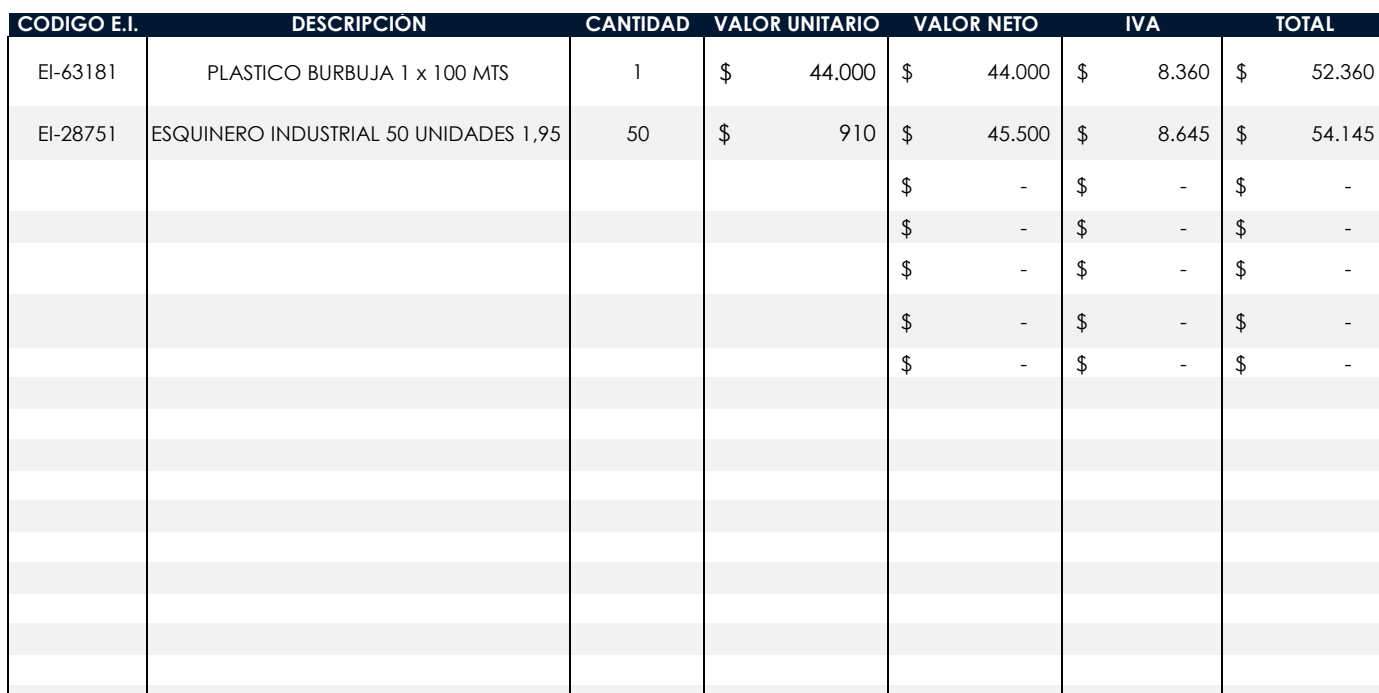 CODIGO E.I. DESCRIPCIÓN CANTIDAD VALOR UNITARIO VALOR NETO IVA TOTAL
EI-63181 PLASTICO BURBUJA 1 x 100 MTS 1 $ 44.000 $ 44.000 $ 8.360 $ 52.360
EI-28751 ESQUINERO INDUSTRIAL 50 UNIDADES 1,95 50 $ 910 $ 45.500 $ 8.645 $ 54.145
$ - $ - $ -
$ - $ - $ -
$ - $ - $ -
$ - $ - $ -
$ - $ - $ -